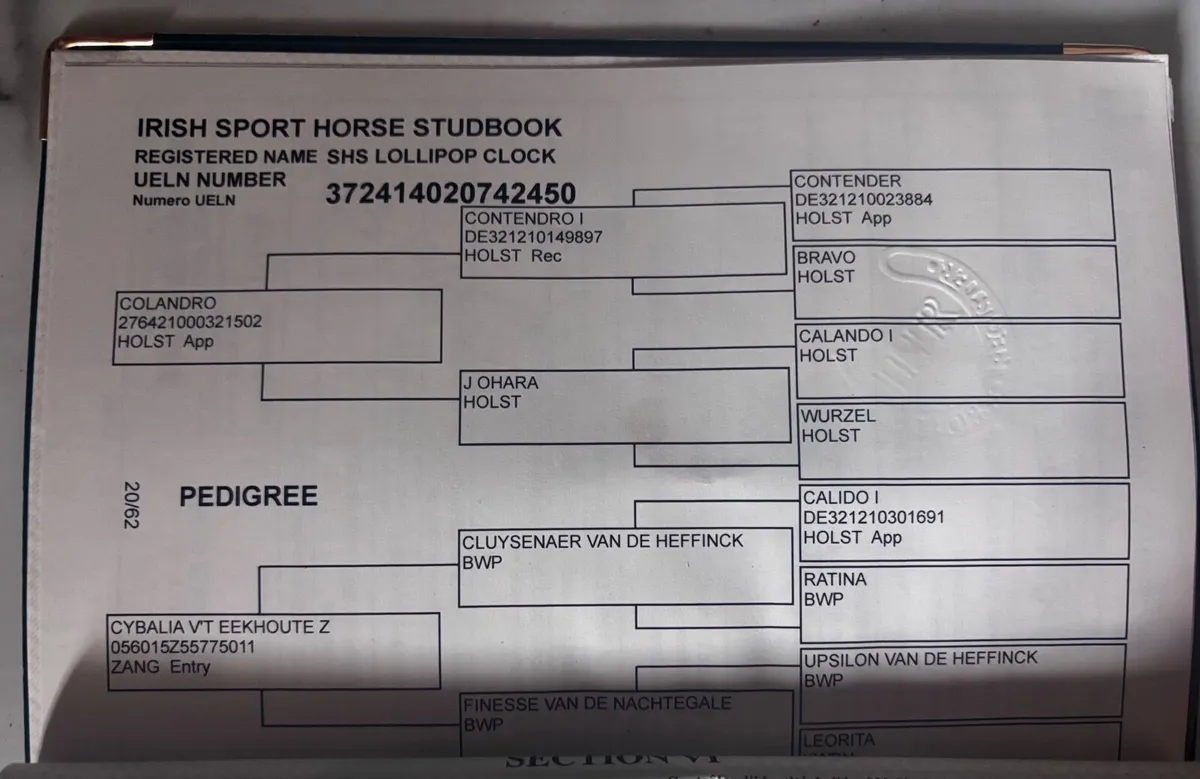 IRISH SPORT HORSE STUDBOOK
REGISTERED NAME SHS LOLLIPOP CLOCK
UELN NUMBER
Numero UELN
372414020742450
COLANDRO
276421000321502
HOLST App
CONTENDRO I
DE321210149897
HOLST Rec
CONTENDER
DE321210023884
HOLST App
BRAVO
HOLST
J OHARA
HOLST
CALANDO I
HOLST
WURZEL
HOLST
20/62
PEDIGREE
CYBALIA V'T EEKHOUTE Z
056015Z55775011
ZANG Entry
CLUYSENAER VAN DE HEFFINCK
BWP
CALIDO I
DE321210301691
HOLST App
RATINA
BWP
FINESSE VAN DE NACHTEGALE
BWP
UPSILON VAN DE HEFFINCK
BWP
LEORITA
SECTION VI